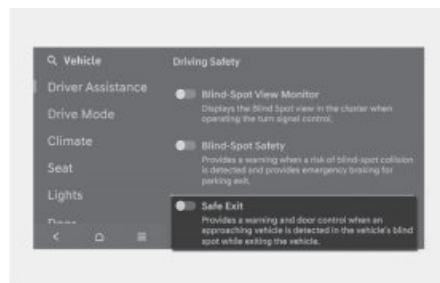 Vehicle
Driving Safety
Driver Assistance
Drive Mode
Climate
Seat
Lights
Blind-Spot View Monitor
Displays the Blind Spot view in the cluster when
operating the turn signal control.
Blind-Spot Safety
Provides a warning when a risk of blind-spot collision
is detected and provides emergency braking for
parking exit.
Safe Exit
Provides a warning and door control when an
approaching vehicle is detected in the vehicle's blind
spot while exiting the vehicle.